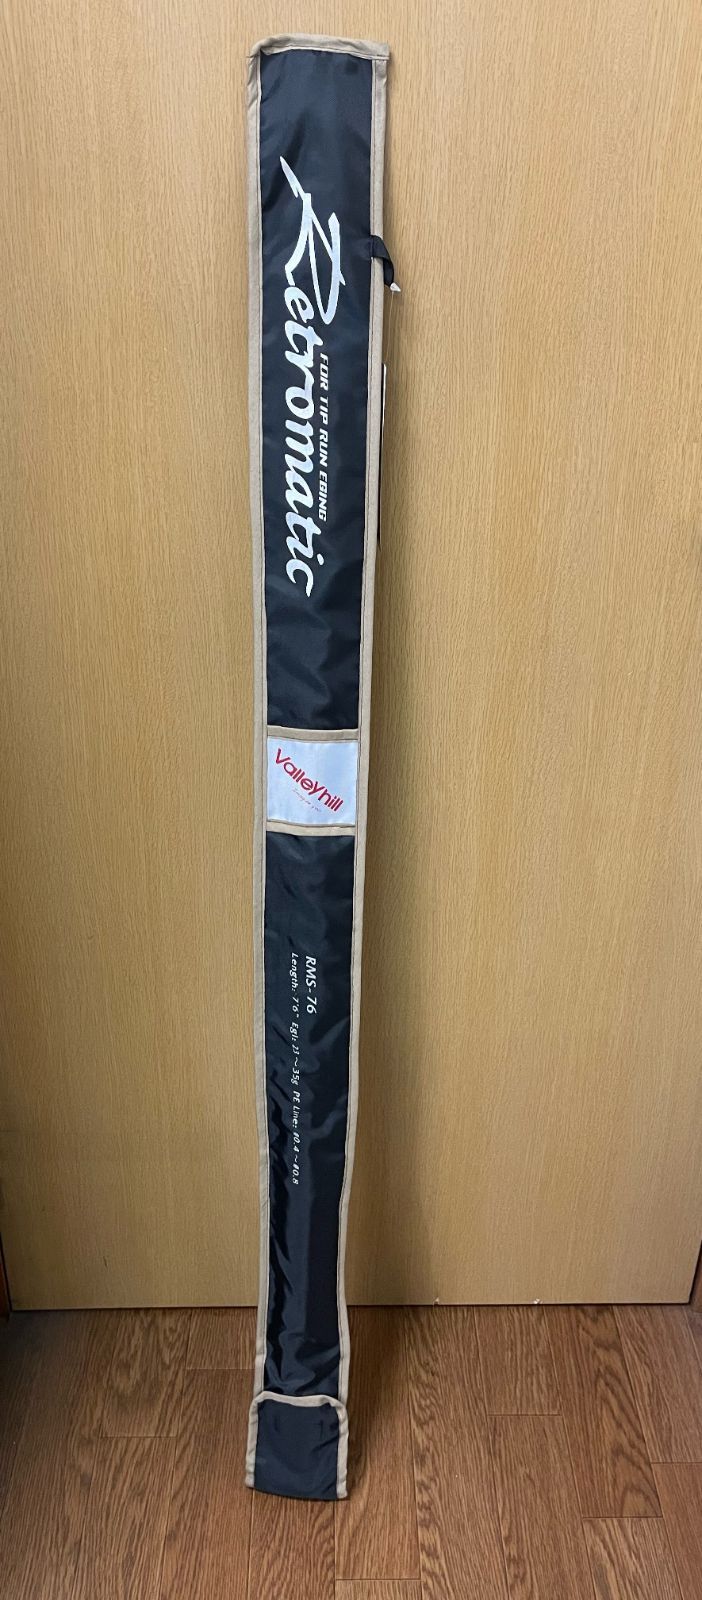 Retromatic
FOR TIP RUN EGING
Valleyhill
RMS-76
Length: 7'6" Egi: 23～35g PE Line: #0.4～#0.8